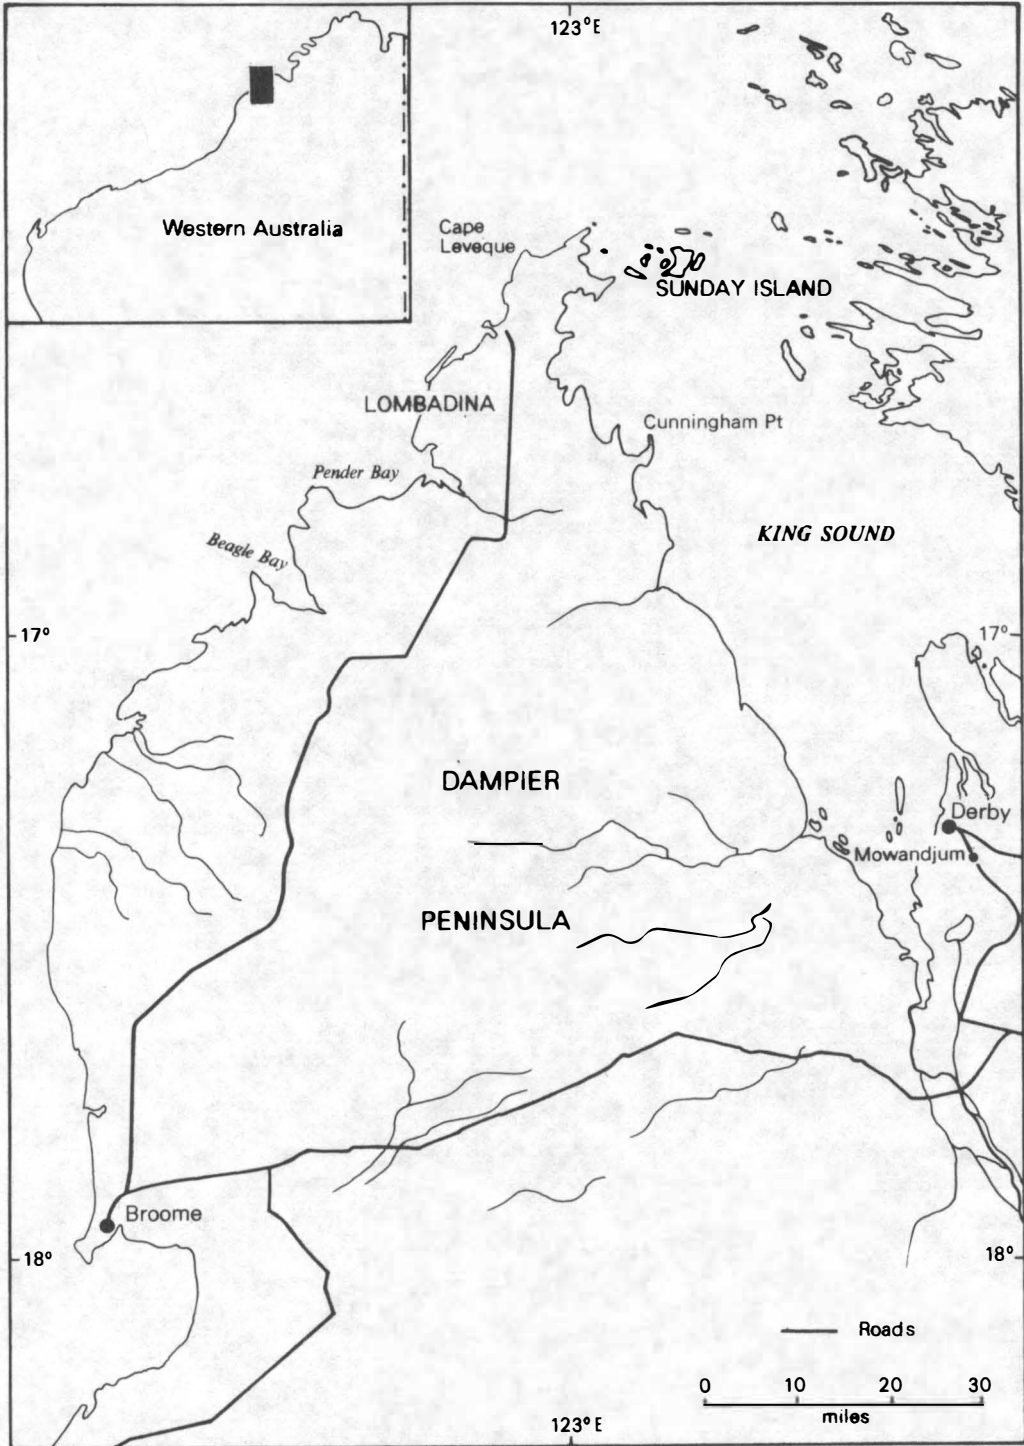 123°E
Western Australia
Cape
Leveque
SUNDAY ISLAND
LOMBADINA
Cunningham Pt
Pender Bay
KING SOUND
Beagle Bay
17°
17°
DAMPIER
Derby
Mowandjum
PENINSULA
Broome
18°
18°
Roads
0 10 20 30
miles
123°E